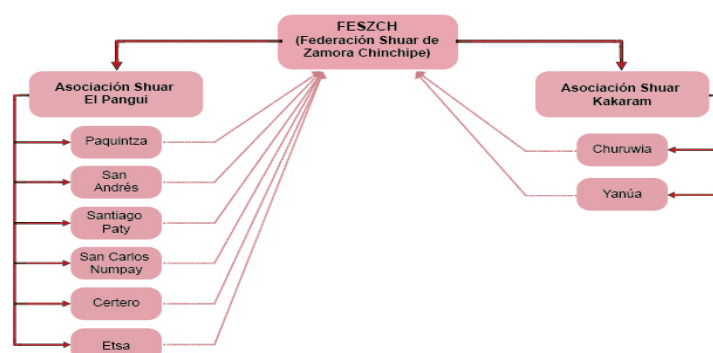 FESZCH
(Federación Shuar de
Zamora Chinchipe)
Asociación Shuar
El Pangui
Asociación Shuar
Kakaram
Paquintza
San
Andrés
Santiago
Paty
San Carlos
Numpay
Certero
Etsa
Churuwia
Yanúa